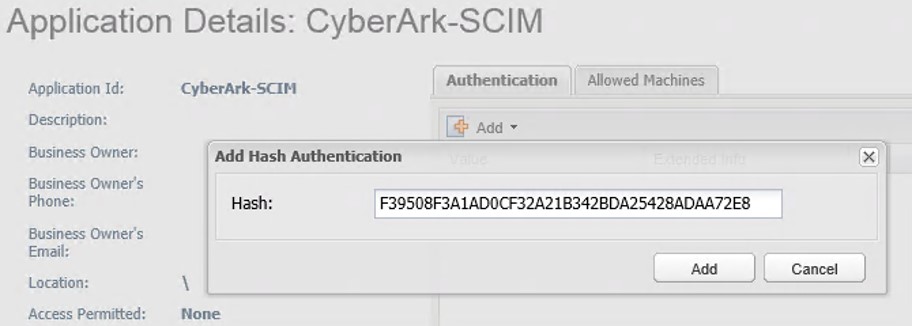 Application Details: CyberArk-SCIM
Application Id: CyberArk-SCIM
Description:
Business Owner:
Business Owner's
Phone:
Business Owner's
Email:
Location: \
Access Permitted: None
Authentication
Allowed Machines
Add
Value Extended Info
Add Hash Authentication
Hash: F39508F3A1AD0CF32A21B342BDA25428ADAA72E8
Add Cancel